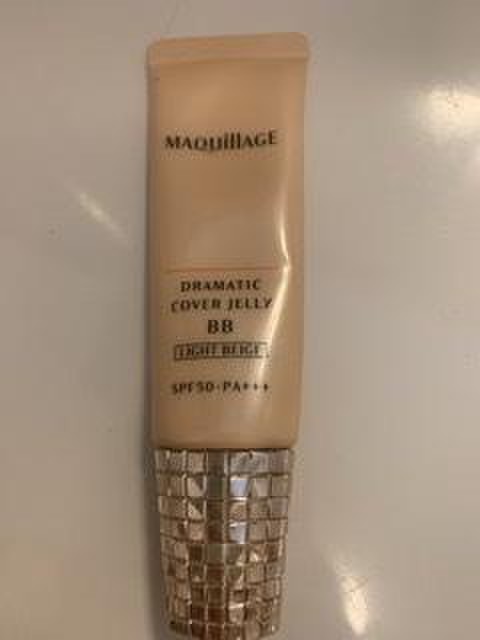 MAQuillAGE
DRAMATIC
COVER JELLY
BB
LIGHT BEIGE
SPF50・PA+++